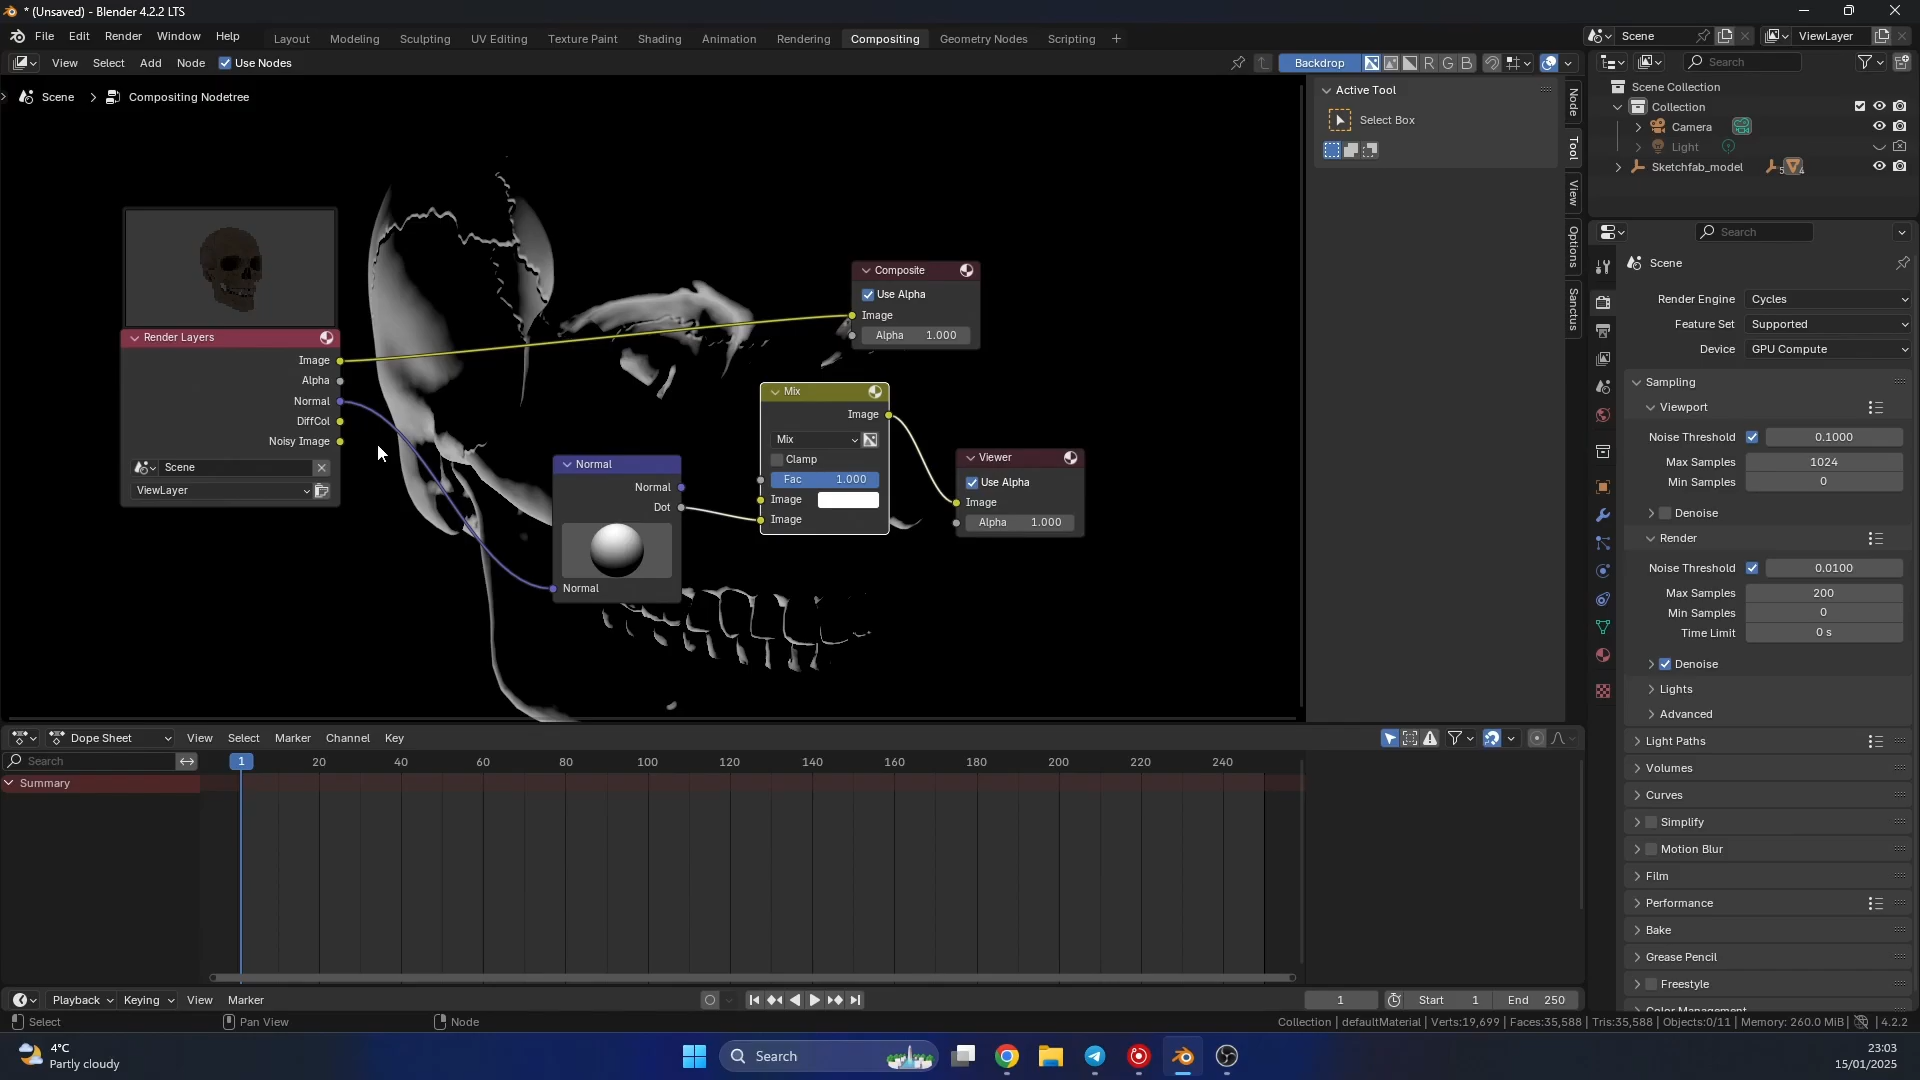 * (Unsaved) - Blender 4.2.2 LTS
File Edit Render Window Help
Layout Modeling Sculpting UV Editing Texture Paint Shading Animation Rendering Compositing Geometry Nodes Scripting +
Scene
ViewLayer
View Select Add Node Use Nodes
Backdrop
R G B
Search
Scene > Compositing Nodetree
Active Tool
Select Box
Node
Tool
View
Options
Sanctus
Scene Collection
Collection
Camera
Light
Sketchfab_model
Search
Scene
Render Engine Cycles
Feature Set Supported
Device GPU Compute
Sampling
Viewport
Noise Threshold 0.1000
Max Samples 1024
Min Samples 0
Denoise
Render
Noise Threshold 0.0100
Max Samples 200
Min Samples 0
Time Limit 0 s
Denoise
Lights
Advanced
Light Paths
Volumes
Curves
Simplify
Motion Blur
Film
Performance
Bake
Grease Pencil
Freestyle
Color Management
Render Layers
Image
Alpha
Normal
DiffCol
Noisy Image
Scene
ViewLayer
Normal
Normal
Dot
Normal
Mix
Image
Mix
Clamp
Fac 1.000
Image
Image
Composite
Use Alpha
Image
Alpha 1.000
Viewer
Use Alpha
Image
Alpha 1.000
Dope Sheet View Select Marker Channel Key
Search
1 20 40 60 80 100 120 140 160 180 200 220 240
Summary
Playback Keying View Marker
1 Start 1 End 250
Select Pan View Node
Collection | defaultMaterial | Verts:19,699 | Faces:35,588 | Tris:35,588 | Objects:0/11 | Memory: 260.0 MiB | 4.2.2
4°C
Partly cloudy
Search
23:03
15/01/2025